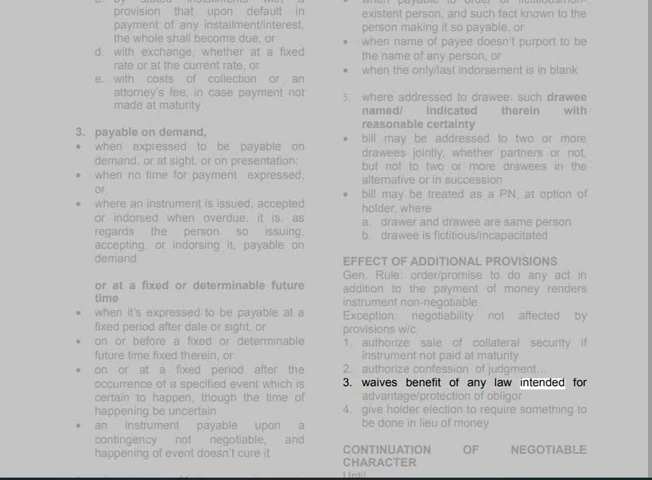 b. by stated installments with a
provision that upon default in
payment of any installment/interest,
the whole shall become due, or
d. with exchange, whether at a fixed
rate or at the current rate, or
e. with costs of collection or an
attorney's fee, in case payment not
made at maturity
3. payable on demand,
• when expressed to be payable on
demand, or at sight, or on presentation;
• when no time for payment expressed,
or
• where an instrument is issued, accepted
or indorsed when overdue, it is, as
regards the person so issuing,
accepting, or indorsing it, payable on
demand
or at a fixed or determinable future
time
• when it's expressed to be payable at a
fixed period after date or sight, or
• on or before a fixed or determinable
future time fixed therein, or
• on or at a fixed period after the
occurrence of a specified event which is
certain to happen, though the time of
happening be uncertain
• an instrument payable upon a
contingency not negotiable, and
happening of event doesn't cure it
• when payable to order of fictitious/non-
existent person, and such fact known to the
person making it so payable, or
• when name of payee doesn't purport to be
the name of any person, or
• when the only/last indorsement is in blank
5. where addressed to drawee: such drawee
named/ indicated therein with
reasonable certainty
• bill may be addressed to two or more
drawees jointly, whether partners or not,
but not to two or more drawees in the
alternative or in succession
• bill may be treated as a PN, at option of
holder, where
a. drawer and drawee are same person
b. drawee is fictitious/incapacitated
EFFECT OF ADDITIONAL PROVISIONS
Gen. Rule: order/promise to do any act in
addition to the payment of money renders
instrument non-negotiable
Exception: negotiability not affected by
provisions w/c
1. authorize sale of collateral security if
instrument not paid at maturity
2. authorize confession of judgment...
3. waives benefit of any law intended for
advantage/protection of obligor
4. give holder election to require something to
be done in lieu of money
CONTINUATION OF NEGOTIABLE
CHARACTER
Until